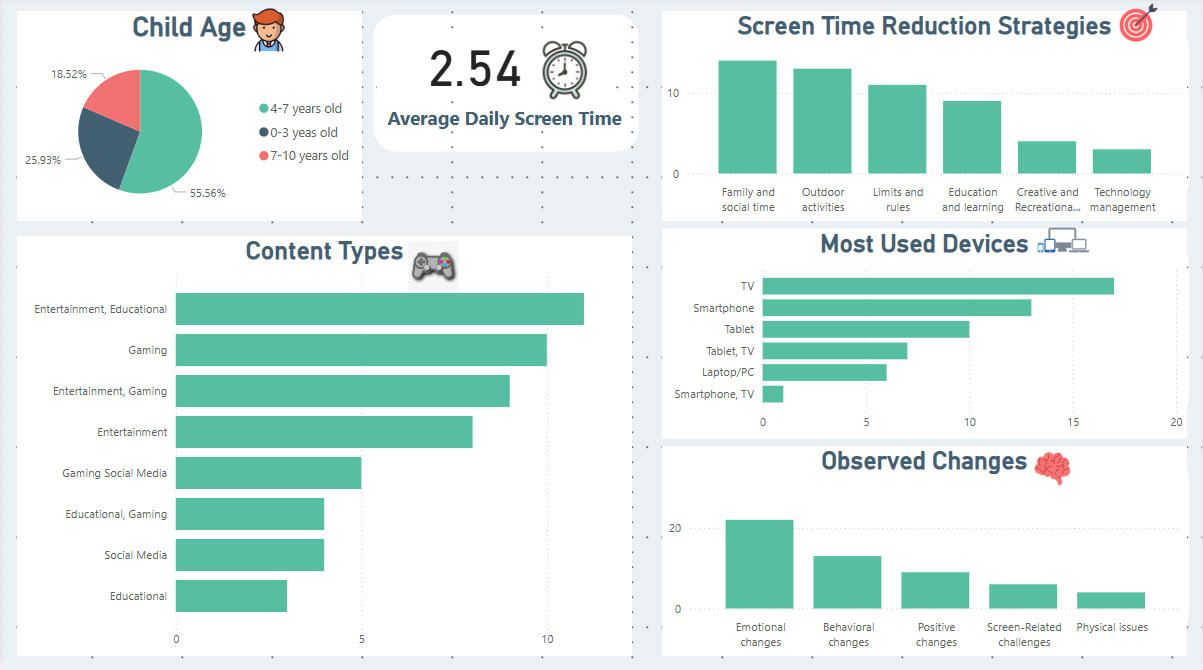 Child Age
18.52%
25.93%
55.56%
4-7 years old
0-3 yeas old
7-10 years old
2.54
Average Daily Screen Time
Screen Time Reduction Strategies
10
0
Family and
social time
Outdoor
activities
Limits and
rules
Education
and learning
Creative and
Recreationa...
Technology
management
Content Types
Entertainment, Educational
Gaming
Entertainment, Gaming
Entertainment
Gaming Social Media
Educational, Gaming
Social Media
Educational
0
5
10
Most Used Devices
TV
Smartphone
Tablet
Tablet, TV
Laptop/PC
Smartphone, TV
0
5
10
15
20
Observed Changes
20
0
Emotional
changes
Behavioral
changes
Positive
changes
Screen-Related
challenges
Physical issues